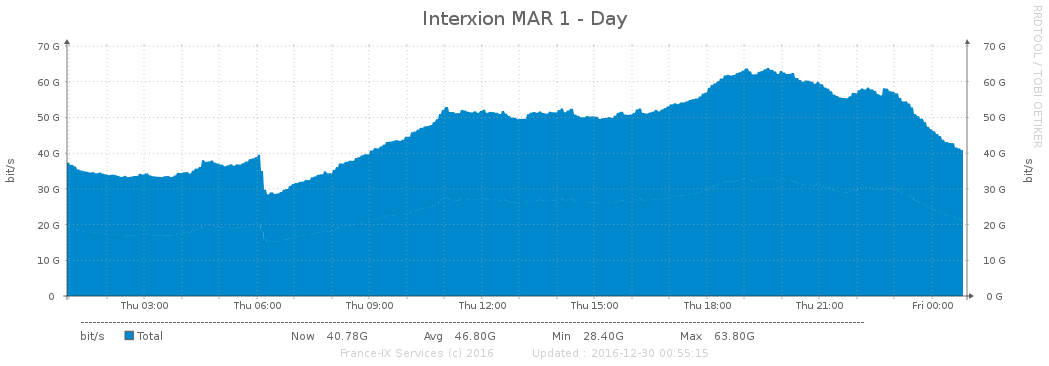 Interxion MAR 1 - Day
RRDTOOL / TOBI OETIKER
bit/s
70 G 70 G
60 G 60 G
50 G 50 G
40 G 40 G
30 G 30 G
20 G 20 G
10 G 10 G
0 0 G
bit/s
Thu 03:00 Thu 06:00 Thu 09:00 Thu 12:00 Thu 15:00 Thu 18:00 Thu 21:00 Fri 00:00
bit/s Total Now 40.78G Avg 46.80G Min 28.40G Max 63.80G
France-IX Services (c) 2016 Updated : 2016-12-30 00:55:15